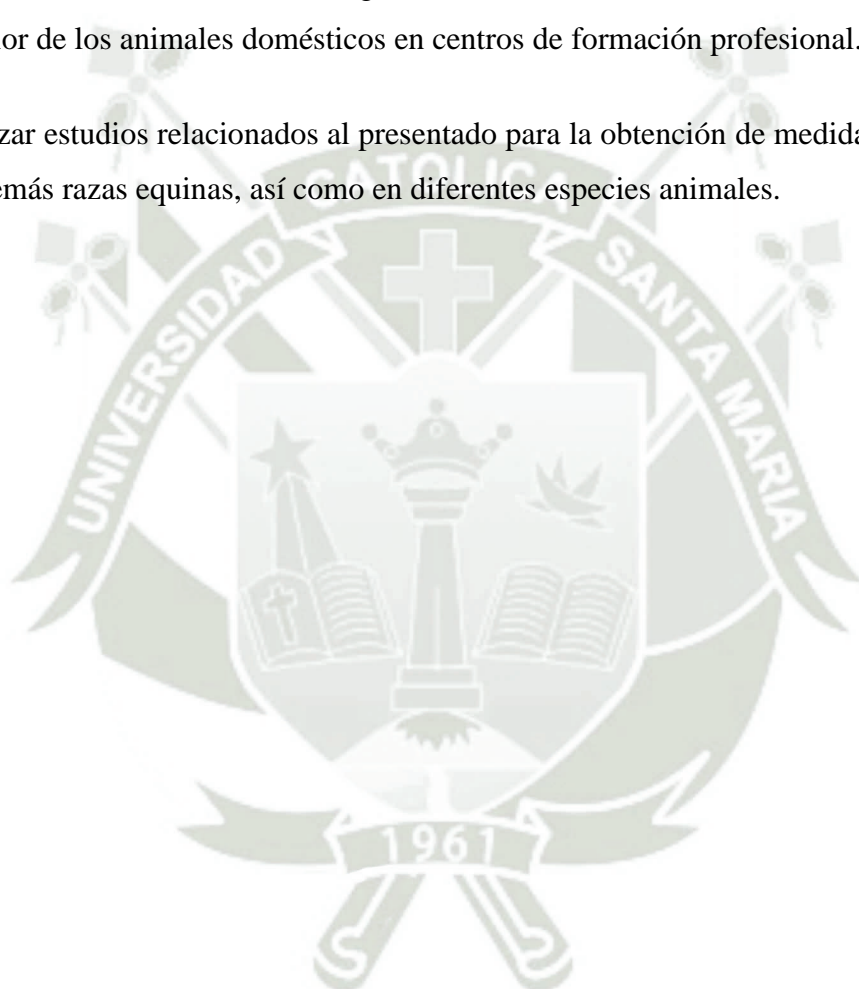 or de los animales domésticos en centros de formación profesional.
zar estudios relacionados al presentado para la obtención de medida
emás razas equinas, así como en diferentes especies animales.
UNIVERSIDAD CATOLICA SANTA MARIA
1961